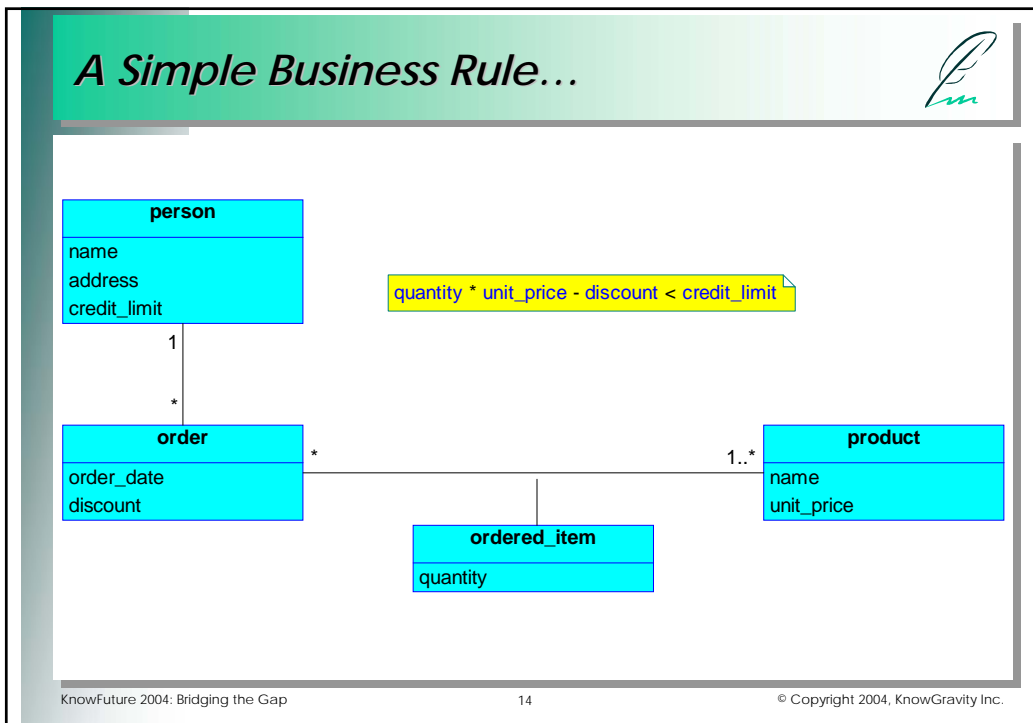 A Simple Business Rule…
person
name
address
credit_limit
quantity * unit_price - discount < credit_limit
1
*
order
order_date
discount
*
1..*
product
name
unit_price
ordered_item
quantity
KnowFuture 2004: Bridging the Gap
14
© Copyright 2004, KnowGravity Inc.